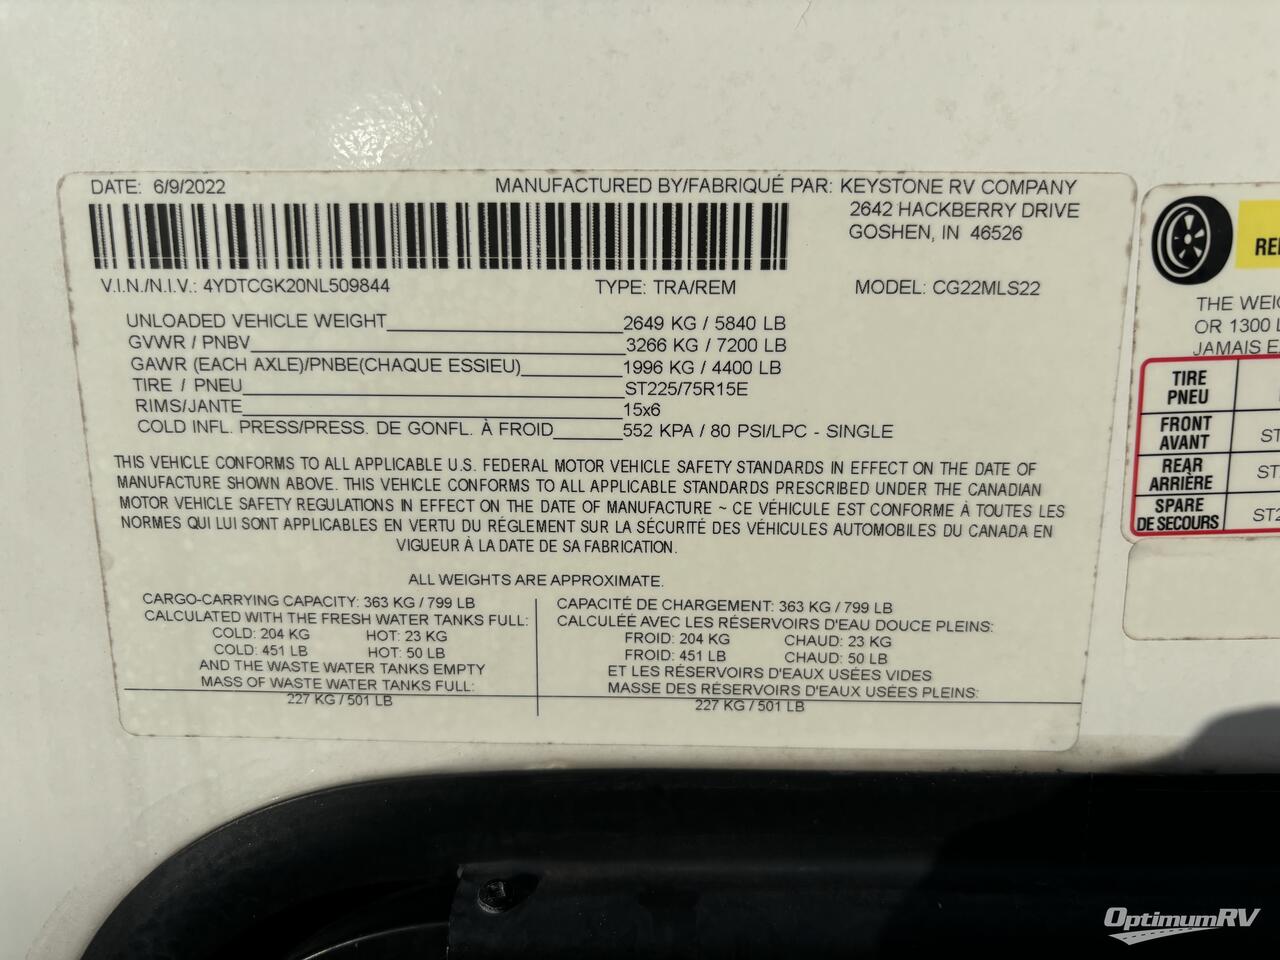 DATE: 6/9/2022
MANUFACTURED BY/FABRIQUÉ PAR: KEYSTONE RV COMPANY
2642 HACKBERRY DRIVE
GOSHEN, IN 46526
V.I.N./N.I.V.: 4YDTCGK20NL509844
TYPE: TRA/REM
MODEL: CG22MLS22
UNLOADED VEHICLE WEIGHT 2649 KG / 5840 LB
GVWR / PNBV 3266 KG / 7200 LB
GAWR (EACH AXLE)/PNBE(CHAQUE ESSIEU) 1996 KG / 4400 LB
TIRE / PNEU ST225/75R15E
RIMS/JANTE 15x6
COLD INFL. PRESS/PRESS. DE GONFL. À FROID 552 KPA / 80 PSI/LPC - SINGLE
THIS VEHICLE CONFORMS TO ALL APPLICABLE U.S. FEDERAL MOTOR VEHICLE SAFETY STANDARDS IN EFFECT ON THE DATE OF
MANUFACTURE SHOWN ABOVE. THIS VEHICLE CONFORMS TO ALL APPLICABLE STANDARDS PRESCRIBED UNDER THE CANADIAN
MOTOR VEHICLE SAFETY REGULATIONS IN EFFECT ON THE DATE OF MANUFACTURE ~ CE VÉHICULE EST CONFORME À TOUTES LES
NORMES QUI LUI SONT APPLICABLES EN VERTU DU RÉGLEMENT SUR LA SÉCURITÉ DES VÉHICULES AUTOMOBILES DU CANADA EN
VIGUEUR À LA DATE DE SA FABRICATION.
ALL WEIGHTS ARE APPROXIMATE.
CARGO-CARRYING CAPACITY: 363 KG / 799 LB
CALCULATED WITH THE FRESH WATER TANKS FULL:
COLD: 204 KG HOT: 23 KG
COLD: 451 LB HOT: 50 LB
AND THE WASTE WATER TANKS EMPTY
MASS OF WASTE WATER TANKS FULL:
227 KG / 501 LB
CAPACITÉ DE CHARGEMENT: 363 KG / 799 LB
CALCULÉE AVEC LES RÉSERVOIRS D'EAU DOUCE PLEINS:
FROID: 204 KG CHAUD: 23 KG
FROID: 451 LB CHAUD: 50 LB
ET LES RÉSERVOIRS D'EAUX USÉES VIDES
MASSE DES RÉSERVOIRS D'EAUX USÉES PLEINS:
227 KG / 501 LB
THE WEIG
OR 1300 L
JAMAIS E
TIRE
PNEU
FRONT
AVANT
ST
REAR
ARRIÈRE
ST
SPARE
DE SECOURS
ST2
OptimumRV